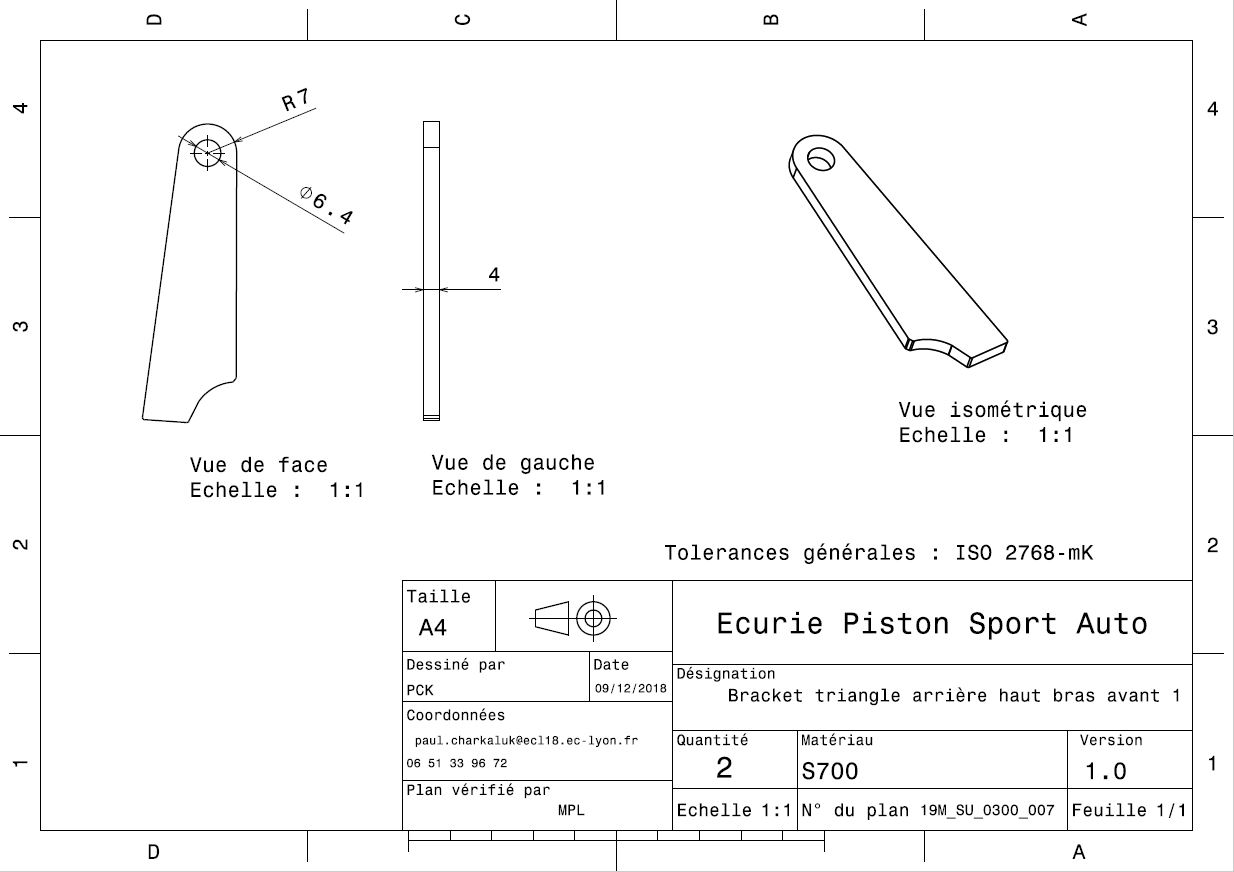 D C B A
4 4
R7
⌀6.4
4
3 3
Vue isométrique
Echelle : 1:1
Vue de face
Echelle : 1:1
Vue de gauche
Echelle : 1:1
2 2
Tolerances générales : ISO 2768-mK
Taille
A4
Ecurie Piston Sport Auto
Dessiné par
PCK
Date
09/12/2018
Désignation
Bracket triangle arrière haut bras avant 1
Coordonnées
paul.charkaluk@ecl18.ec-lyon.fr
06 51 33 96 72
Quantité
2
Matériau
S700
Version
1.0
1 1
Plan vérifié par
MPL
Echelle 1:1
N° du plan 19M_SU_0300_007
Feuille 1/1
D A